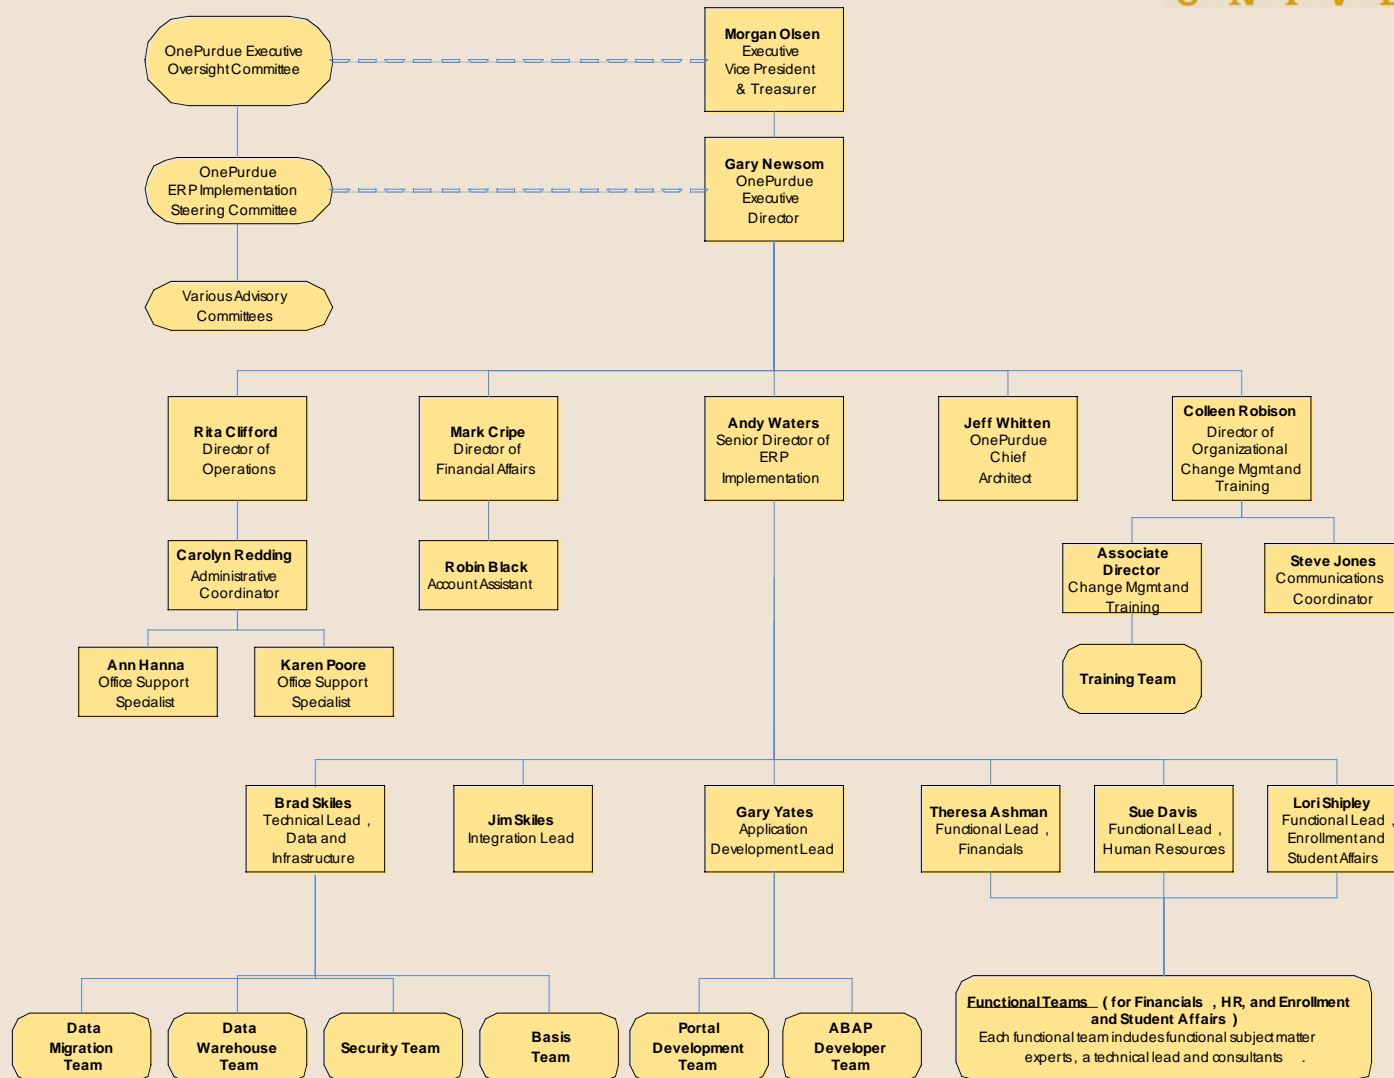 U N I V E
OnePurdue Executive
Oversight Committee
Morgan Olsen
Executive
Vice President
& Treasurer
OnePurdue
ERP Implementation
Steering Committee
Gary Newsom
OnePurdue
Executive
Director
Various Advisory
Committees
Rita Clifford
Director of
Operations
Mark Cripe
Director of
Financial Affairs
Andy Waters
Senior Director of
ERP
Implementation
Jeff Whitten
OnePurdue
Chief
Architect
Colleen Robison
Director of
Organizational
Change Mgmt and
Training
Carolyn Redding
Administrative
Coordinator
Robin Black
Account Assistant
Associate
Director
Change Mgmt and
Training
Steve Jones
Communications
Coordinator
Ann Hanna
Office Support
Specialist
Karen Poore
Office Support
Specialist
Training Team
Brad Skiles
Technical Lead ,
Data and
Infrastructure
Jim Skiles
Integration Lead
Gary Yates
Application
Development Lead
Theresa Ashman
Functional Lead ,
Financials
Sue Davis
Functional Lead ,
Human Resources
Lori Shipley
Functional Lead ,
Enrollment and
Student Affairs
Data
Migration
Team
Data
Warehouse
Team
Security Team
Basis
Team
Portal
Development
Team
ABAP
Developer
Team
Functional Teams ( for Financials , HR, and Enrollment
and Student Affairs )
Each functional team includes functional subject matter
experts, a technical lead and consultants .